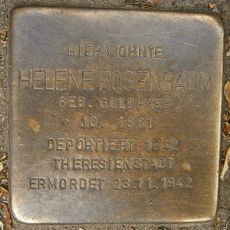 HIER WOHNTE
HELENE ROSENBAUM
GEB. GOLDFARB
JG. 1861
DEPORTIERT 1942
THERESIENSTADT
ERMORDET 23.11.1942